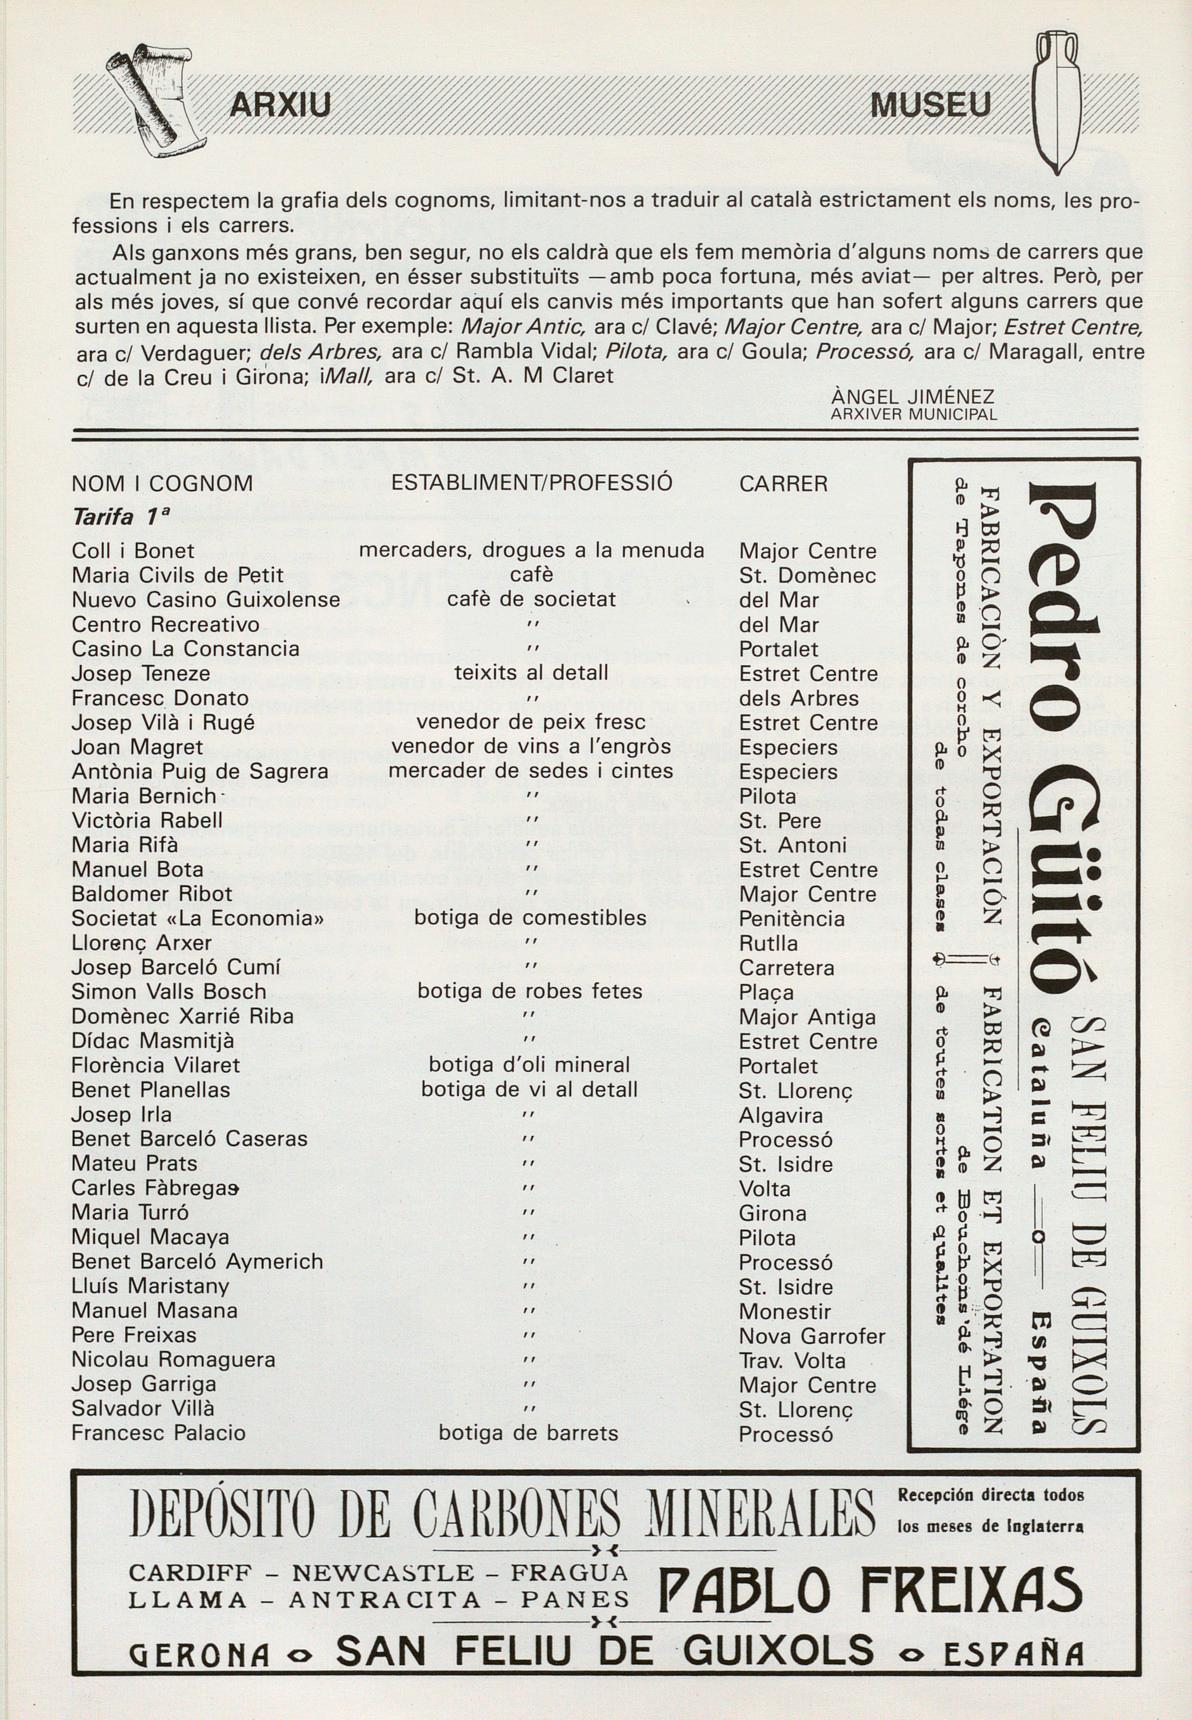 ARXIU
MUSEU
En respectem la grafia dels cognoms, limitant-nos a traduir al català estrictament els noms, les pro-
fessions i els carrers.
Als ganxons més grans, ben segur, no els caldrà que els fem memòria d'alguns noms de carrers que
actualment ja no existeixen, en ésser substituïts —amb poca fortuna, més aviat— per altres. Però, per
als més joves, sí que convé recordar aquí els canvis més importants que han sofert alguns carrers que
surten en aquesta llista. Per exemple: Major Antic, ara c/ Clavé; Major Centre, ara c/ Major; Estret Centre,
ara c/ Verdaguer; dels Arbres, ara c/ Rambla Vidal; Pilota, ara c/ Goula; Processó, ara c/ Maragall, entre
c/ de la Creu i Girona; i Mall, ara c/ St. A. M Claret
ÀNGEL JIMÉNEZ
ARXIVER MUNICIPAL
NOM I COGNOM ESTABLIMENT/PROFESSIÓ CARRER
Tarifa 1ª
Coll i Bonet mercaders, drogues a la menuda Major Centre
Maria Civils de Petit cafè St. Domènec
Nuevo Casino Guixolense cafè de societat del Mar
Centro Recreativo '' del Mar
Casino La Constancia '' Portalet
Josep Teneze teixits al detall Estret Centre
Francesc Donato '' dels Arbres
Josep Vilà i Rugé venedor de peix fresc Estret Centre
Joan Magret venedor de vins a l'engròs Especiers
Antònia Puig de Sagrera mercader de sedes i cintes Especiers
Maria Bernich '' Pilota
Victòria Rabell '' St. Pere
Maria Rifà '' St. Antoni
Manuel Bota '' Estret Centre
Baldomer Ribot '' Major Centre
Societat «La Economia» botiga de comestibles Penitència
Llorenç Arxer '' Rutlla
Josep Barceló Cumí '' Carretera
Simon Valls Bosch botiga de robes fetes Plaça
Domènec Xarrié Riba '' Major Antiga
Dídac Masmitjà '' Estret Centre
Florència Vilaret botiga d'oli mineral Portalet
Benet Planellas botiga de vi al detall St. Llorenç
Josep Irla '' Algavira
Benet Barceló Caseras '' Processó
Mateu Prats '' St. Isidre
Carles Fàbregas '' Volta
Maria Turró '' Girona
Miquel Macaya '' Pilota
Benet Barceló Aymerich '' Processó
Lluís Maristany '' St. Isidre
Manuel Masana '' Monestir
Pere Freixas '' Nova Garrofer
Nicolau Romaguera '' Trav. Volta
Josep Garriga '' Major Centre
Salvador Villà '' St. Llorenç
Francesc Palacio botiga de barrets Processó
Pedro Güitó
SAN FELIU DE GUIXOLS
Cataluña —o— España
FABRICACIÒN Y EXPORTACIÓN
de Tapones de corcho
de todas clases
FABRICATION ET EXPORTATION
de Bouchons dé Liége
de toutes sortes et qualites
DEPÓSITO DE CARBONES MINERALES
Recepción directa todos
los meses de Inglaterra
CARDIFF - NEWCASTLE - FRAGUA
LLAMA - ANTRACITA - PANES
PABLO FREIXAS
GERONA SAN FELIU DE GUIXOLS ESPAÑA